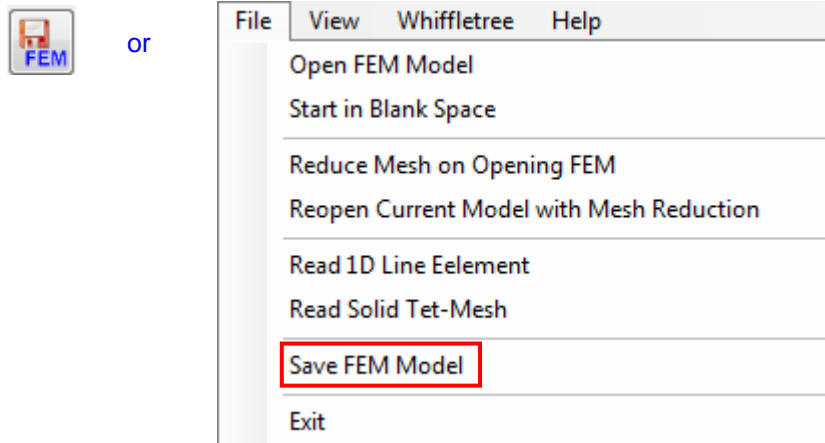 FEM
or
File View Whiffletree Help
Open FEM Model
Start in Blank Space
Reduce Mesh on Opening FEM
Reopen Current Model with Mesh Reduction
Read 1D Line Eelement
Read Solid Tet-Mesh
Save FEM Model
Exit